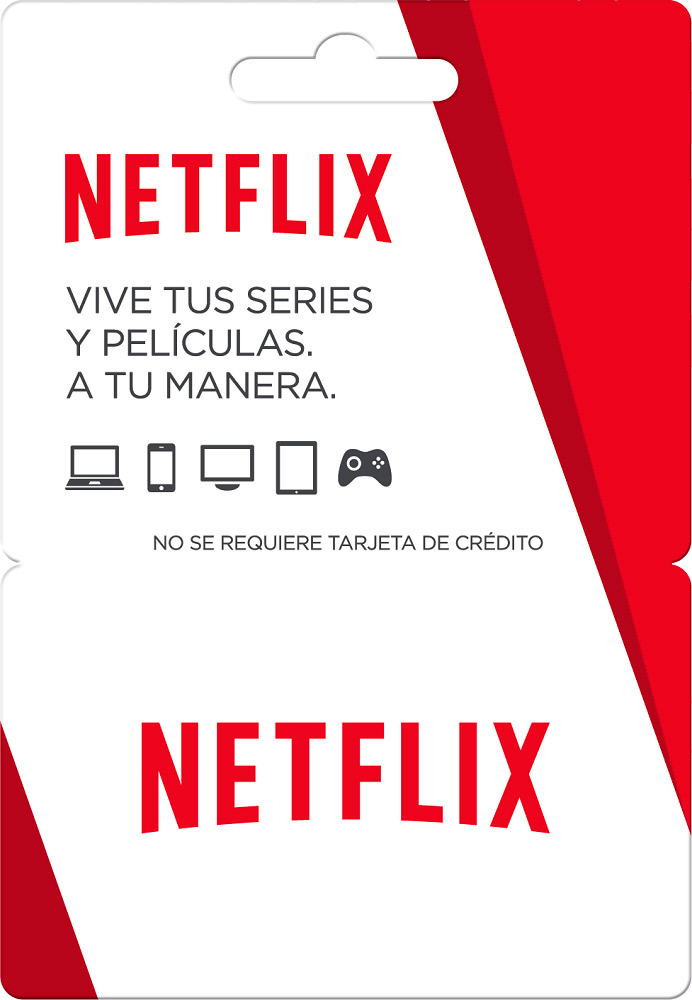 NETFLIX
VIVE TUS SERIES
Y PELÍCULAS.
A TU MANERA.
NO SE REQUIERE TARJETA DE CRÉDITO
NETFLIX